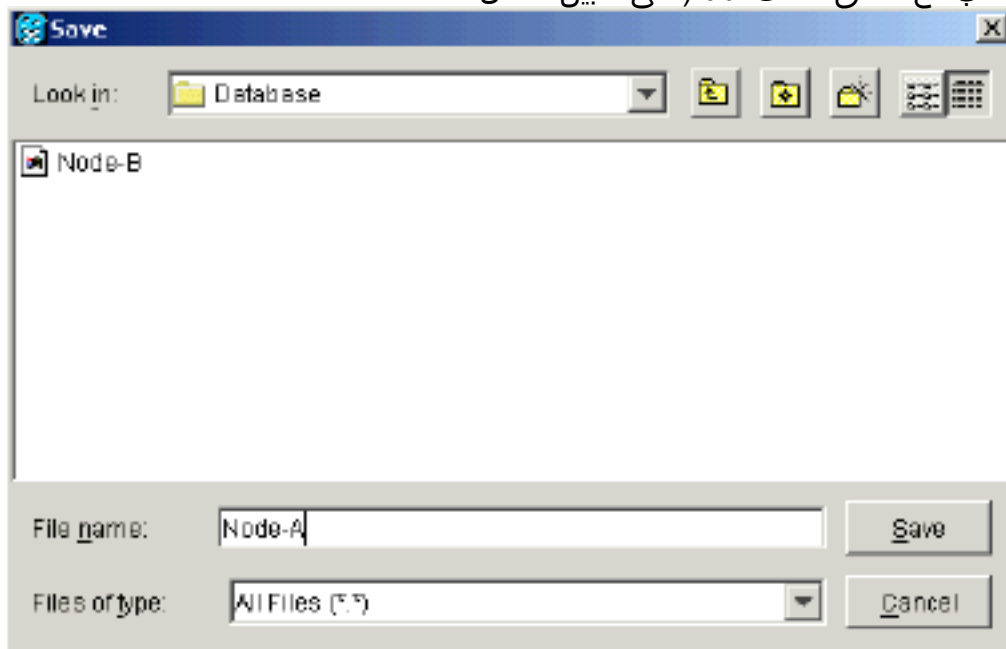 Save
Look in:
Database
Node-B
File name:
Node-A
Save
Files of type:
All Files (*.*)
Cancel